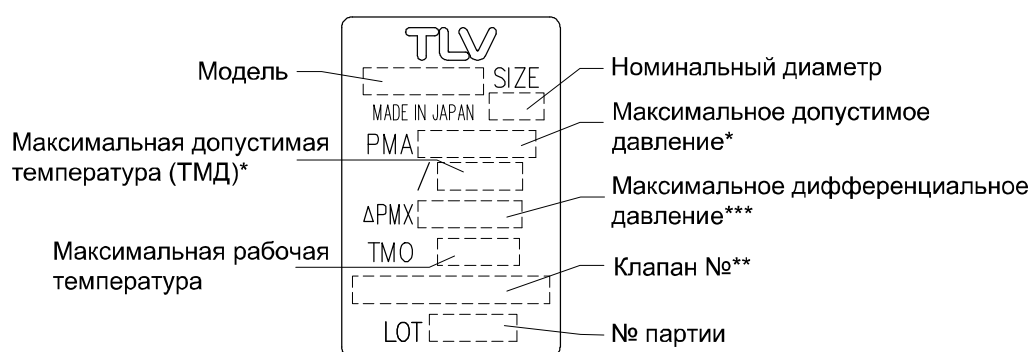 TLV
Модель
SIZE
Номинальный диаметр
MADE IN JAPAN
Максимальное допустимое
давление*
PMA
Максимальная допустимая
температура (ТМД)*
/
Максимальное дифференциальное
давление***
ΔPMX
Максимальная рабочая
температура
TMO
Клапан №**
LOT
№ партии